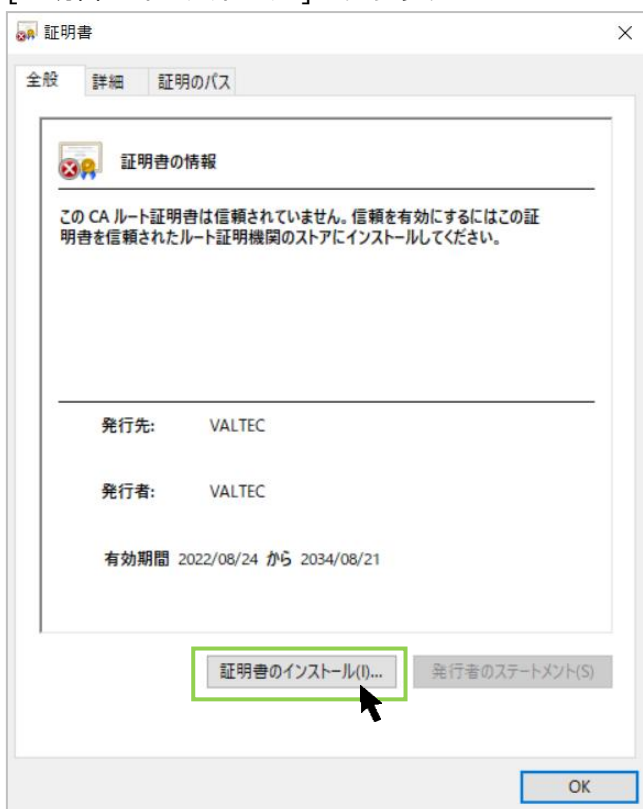 証明書
全般 詳細 証明のパス
証明書の情報
この CA ルート証明書は信頼されていません。信頼を有効にするにはこの証
明書を信頼されたルート証明機関のストアにインストールしてください。
発行先: VALTEC
発行者: VALTEC
有効期間 2022/08/24 から 2034/08/21
証明書のインストール(I)... 発行者のステートメント(S)
OK